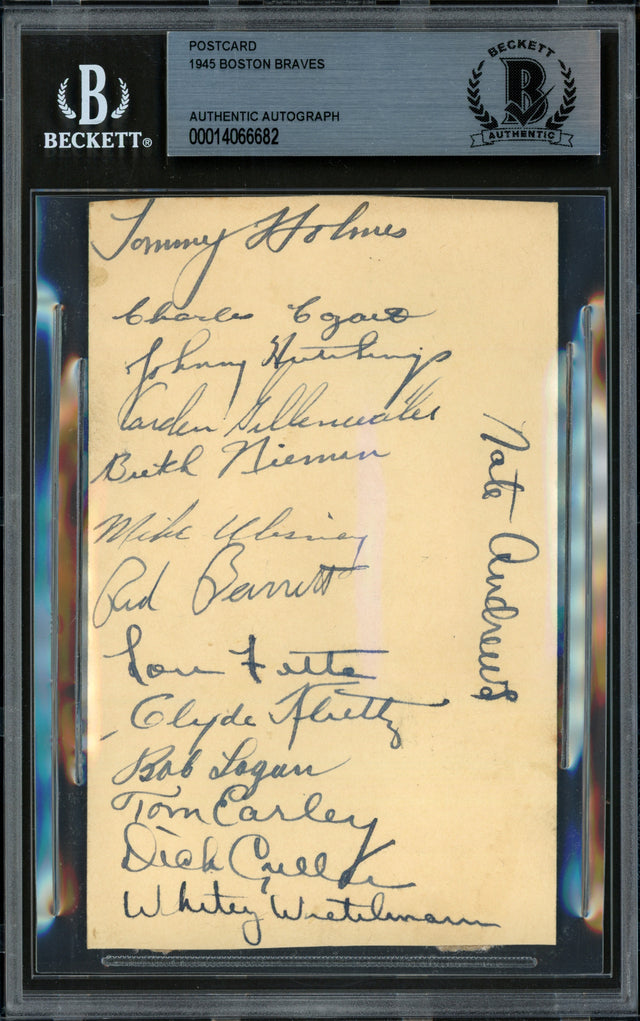 POSTCARD
1945 BOSTON BRAVES
AUTHENTIC AUTOGRAPH
00014066682
B
BECKETT®
BECKETT
B
AUTHENTIC
Tommy Holmes
Charles Cozart
Johnny Hutchings
Carden Gillenwater
Butch Nieman
Mike Ulisney
Red Barrett
Lou Fette
Clyde Kluttz
Bob Logan
Tom Earley
Dick Culler
Whitey Wietelmann
Nate Andrews